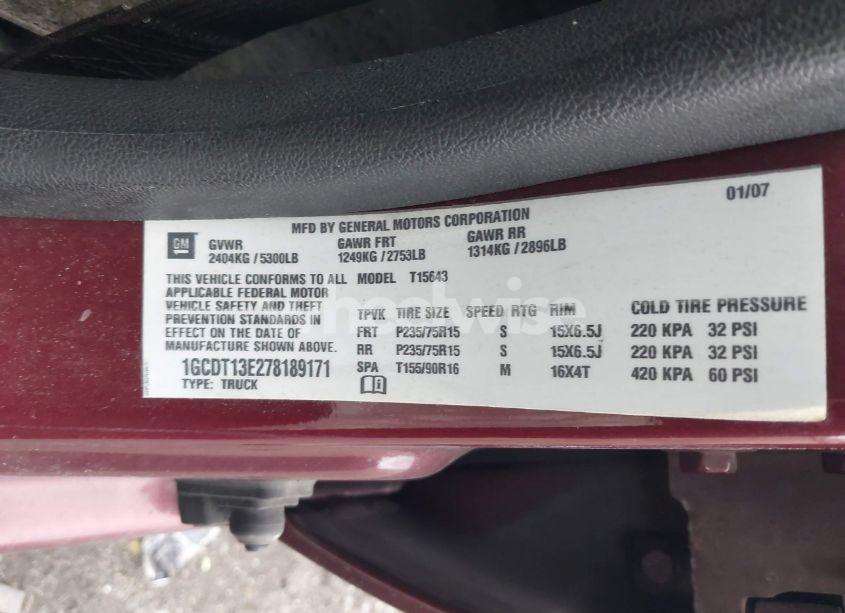 01/07
MFD BY GENERAL MOTORS CORPORATION
GM
GVWR GAWR FRT GAWR RR
2404KG / 5300LB 1249KG / 2753LB 1314KG / 2896LB
THIS VEHICLE CONFORMS TO ALL MODEL T15643
APPLICABLE FEDERAL MOTOR
VEHICLE SAFETY AND THEFT
PREVENTION STANDARDS IN
EFFECT ON THE DATE OF
MANUFACTURE SHOWN ABOVE.
1GCDT13E278189171
TYPE: TRUCK
TPVK TIRE SIZE SPEED RTG RIM COLD TIRE PRESSURE
FRT P235/75R15 S 15X6.5J 220 KPA 32 PSI
RR P235/75R15 S 15X6.5J 220 KPA 32 PSI
SPA T155/90R16 M 16X4T 420 KPA 60 PSI